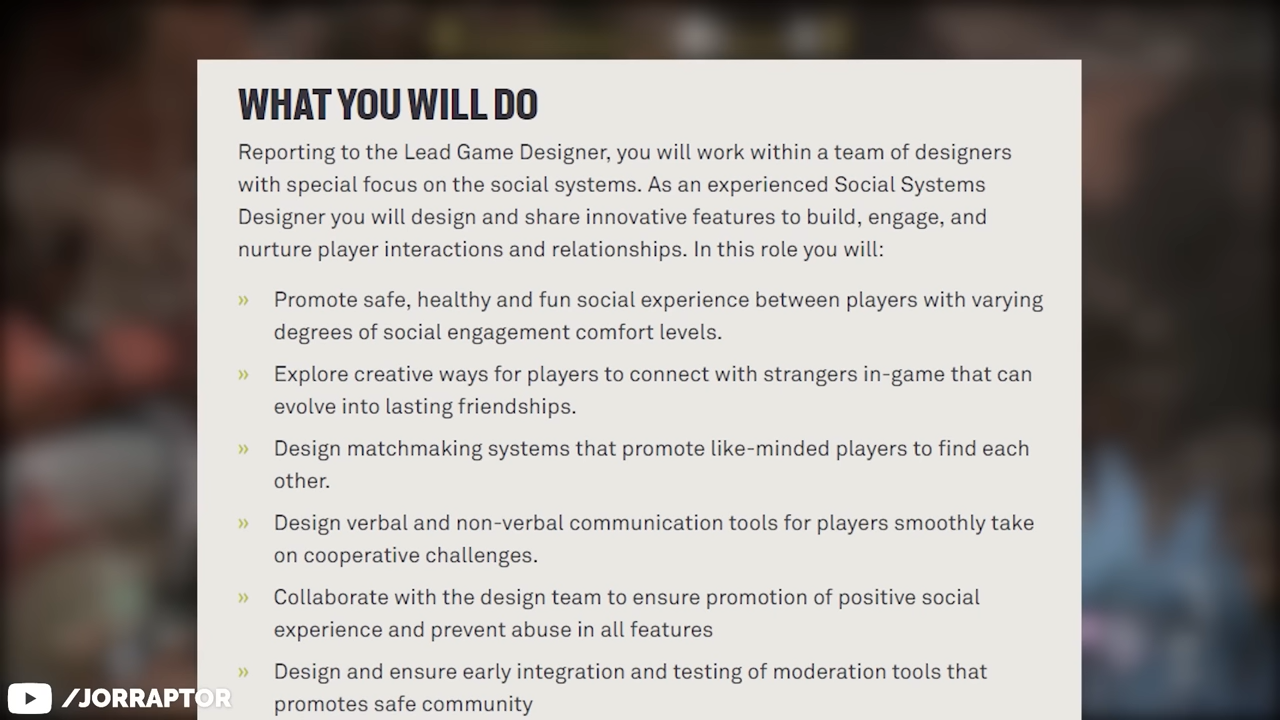 WHAT YOU WILL DO
Reporting to the Lead Game Designer, you will work within a team of designers
with special focus on the social systems. As an experienced Social Systems
Designer you will design and share innovative features to build, engage, and
nurture player interactions and relationships. In this role you will:
» Promote safe, healthy and fun social experience between players with varying
degrees of social engagement comfort levels.
» Explore creative ways for players to connect with strangers in-game that can
evolve into lasting friendships.
» Design matchmaking systems that promote like-minded players to find each
other.
» Design verbal and non-verbal communication tools for players smoothly take
on cooperative challenges.
» Collaborate with the design team to ensure promotion of positive social
experience and prevent abuse in all features
» Design and ensure early integration and testing of moderation tools that
promotes safe community
/JORRAPTOR